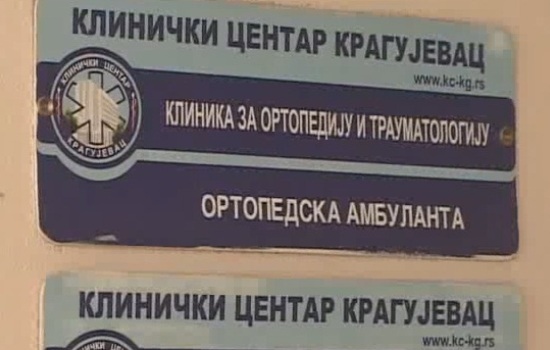 КЛИНИЧКИ ЦЕНТАР КРАГУЈЕВАЦ
www.kc-kg.rs
КЛИНИЧКИ ЦЕНТАР
КРАГУЈЕВАЦ
КЛИНИКА ЗА ОРТОПЕДИЈУ И ТРАУМАТОЛОГИЈУ
ОРТОПЕДСКА АМБУЛАНТА
КЛИНИЧКИ ЦЕНТАР КРАГУЈЕВАЦ
www.kc-kg.rs